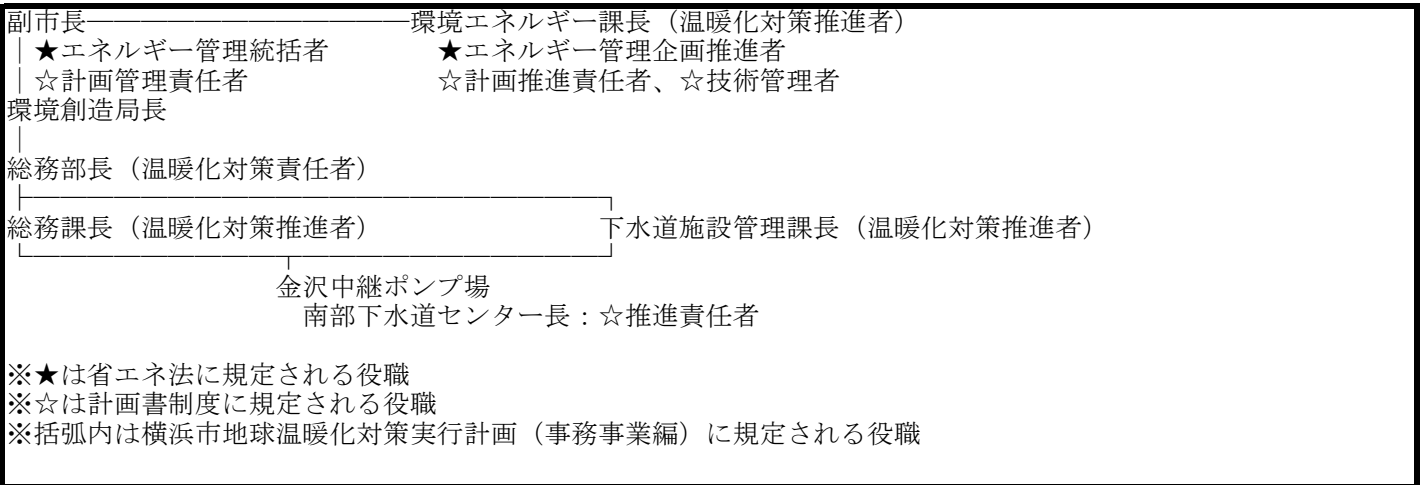 副市長―――――――――――――環境エネルギー課長(温暖化対策推進者)
│★エネルギー管理統括者 ★エネルギー管理企画推進者
│☆計画管理責任者 ☆計画推進責任者、☆技術管理者
環境創造局長
│
総務部長(温暖化対策責任者)
├――――――――――――――――――――――┐
総務課長(温暖化対策推進者) 下水道施設管理課長(温暖化対策推進者)
└――――――――――┬―――――――――――┘
金沢中継ポンプ場
南部下水道センター長:☆推進責任者
※★は省エネ法に規定される役職
※☆は計画書制度に規定される役職
※括弧内は横浜市地球温暖化対策実行計画(事務事業編)に規定される役職